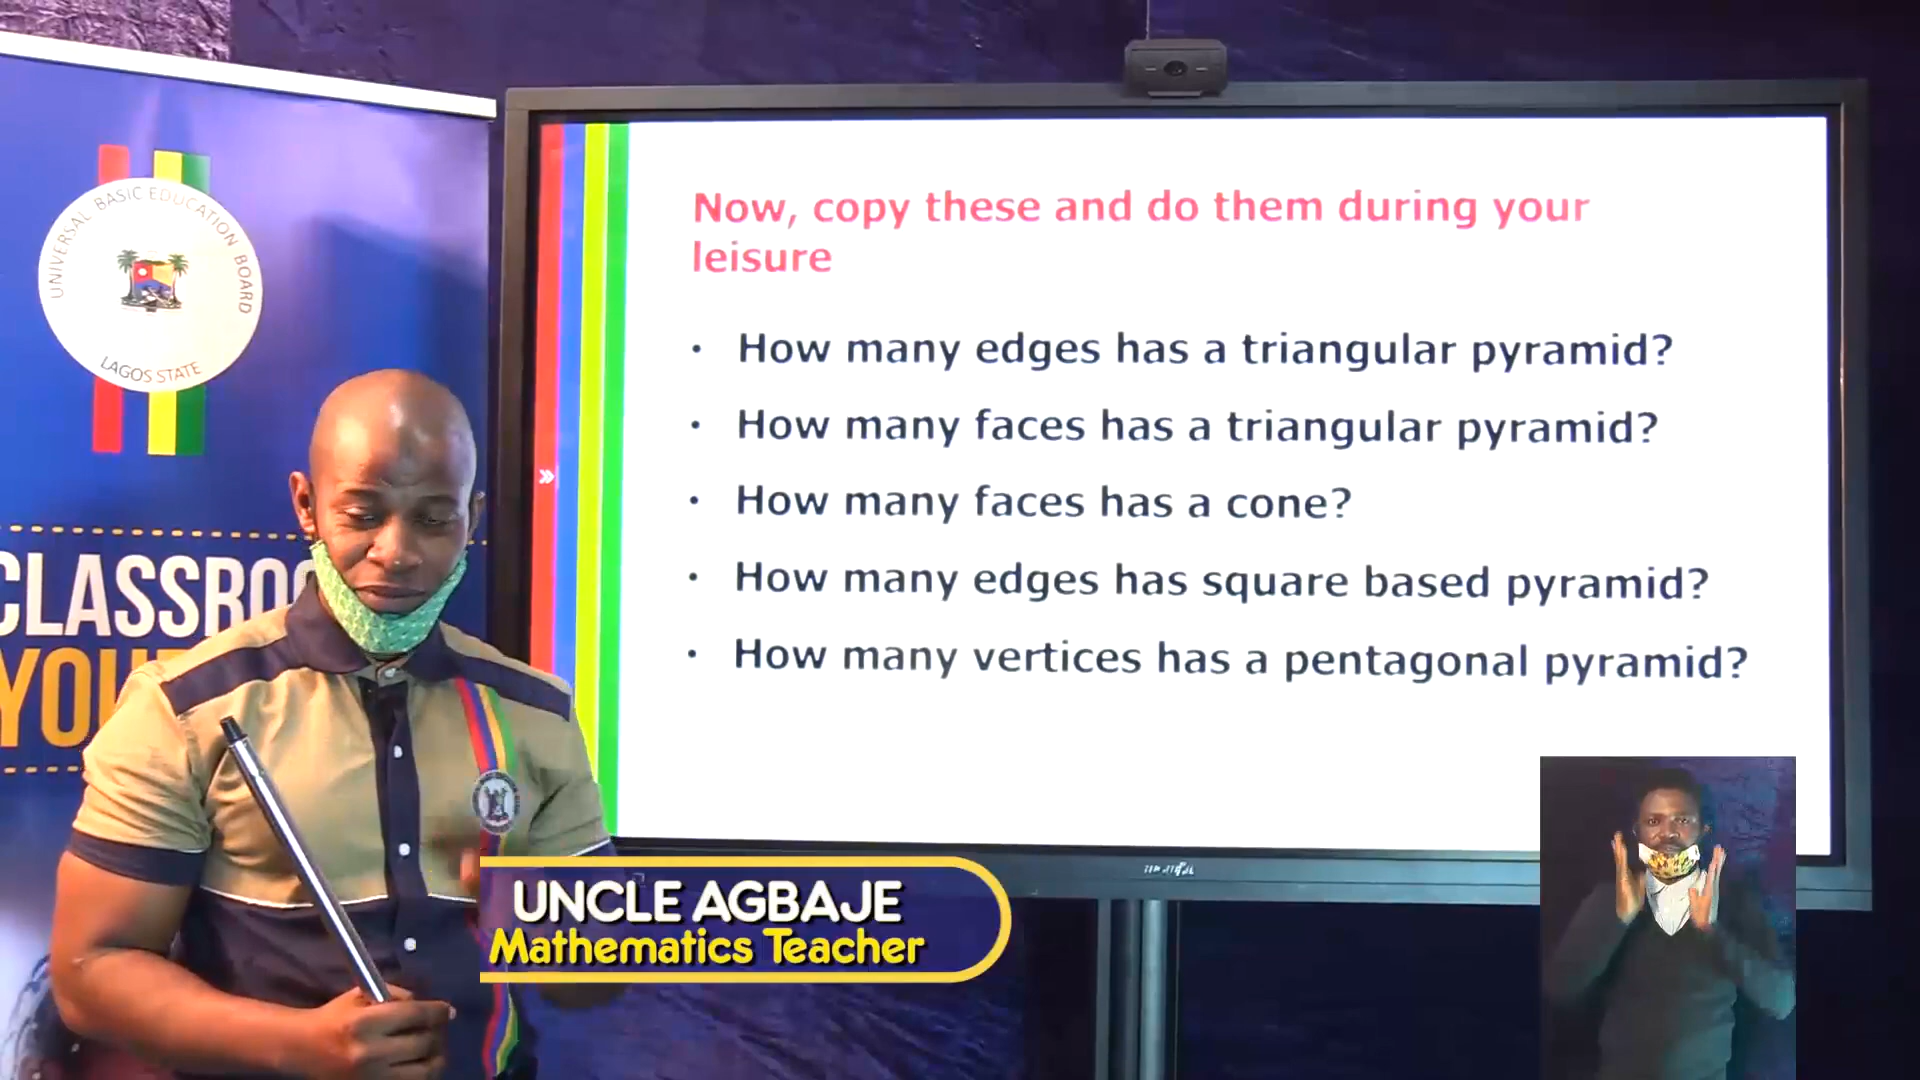 UNIVERSAL BASIC EDUCATION BOARD
LAGOS STATE
Now, copy these and do them during your
leisure
• How many edges has a triangular pyramid?
• How many faces has a triangular pyramid?
• How many faces has a cone?
• How many edges has square based pyramid?
• How many vertices has a pentagonal pyramid?
»
UNCLE AGBAJE
Mathematics Teacher